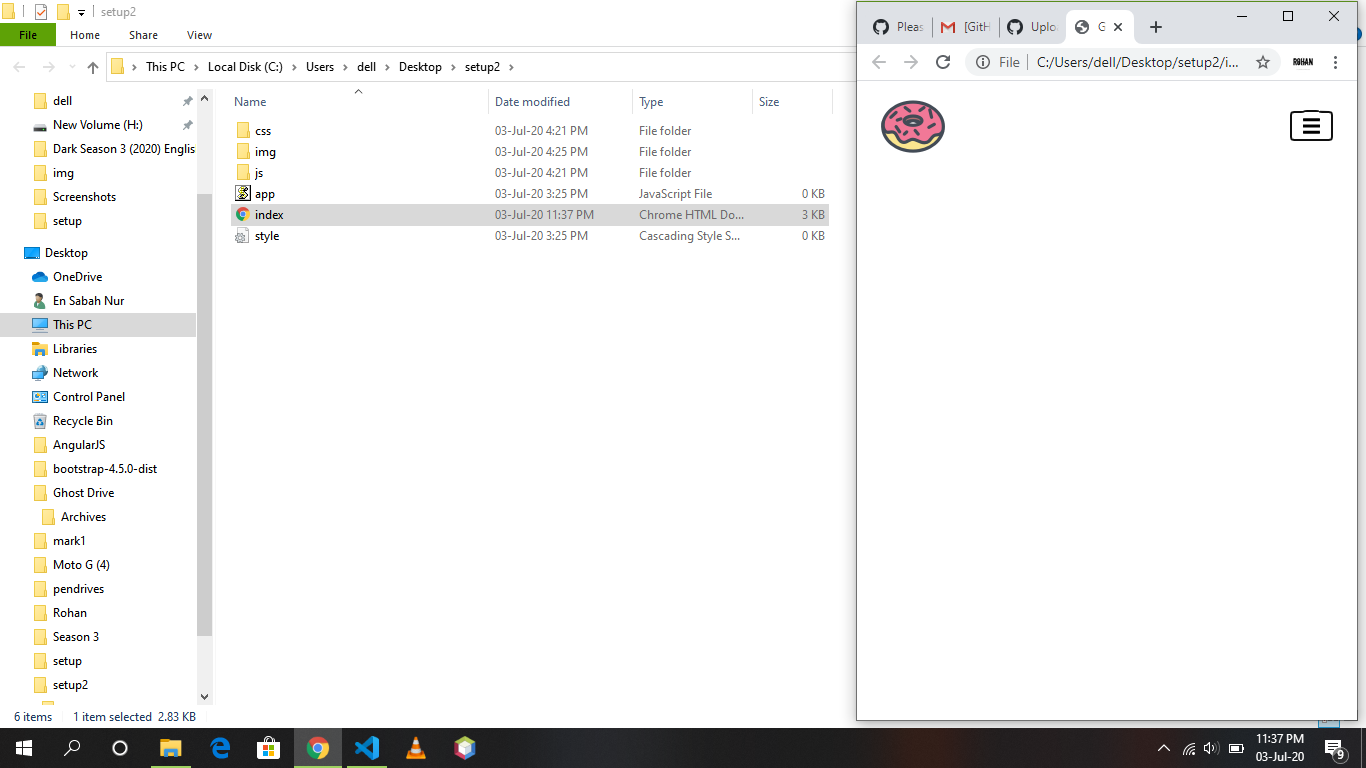 setup2
File Home Share View
This PC Local Disk (C:) Users dell Desktop setup2
dell
New Volume (H:)
Dark Season 3 (2020) Englis
img
Screenshots
setup
Desktop
OneDrive
En Sabah Nur
This PC
Libraries
Network
Control Panel
Recycle Bin
AngularJS
bootstrap-4.5.0-dist
Ghost Drive
Archives
mark1
Moto G (4)
pendrives
Rohan
Season 3
setup
setup2
Name Date modified Type Size
css 03-Jul-20 4:21 PM File folder
img 03-Jul-20 4:25 PM File folder
js 03-Jul-20 4:21 PM File folder
app 03-Jul-20 3:25 PM JavaScript File 0 KB
index 03-Jul-20 11:37 PM Chrome HTML Do... 3 KB
style 03-Jul-20 3:25 PM Cascading Style S... 0 KB
6 items 1 item selected 2.83 KB
Pleas [GitH Uplo G
File C:/Users/dell/Desktop/setup2/i... ROHAN
11:37 PM
03-Jul-20
9